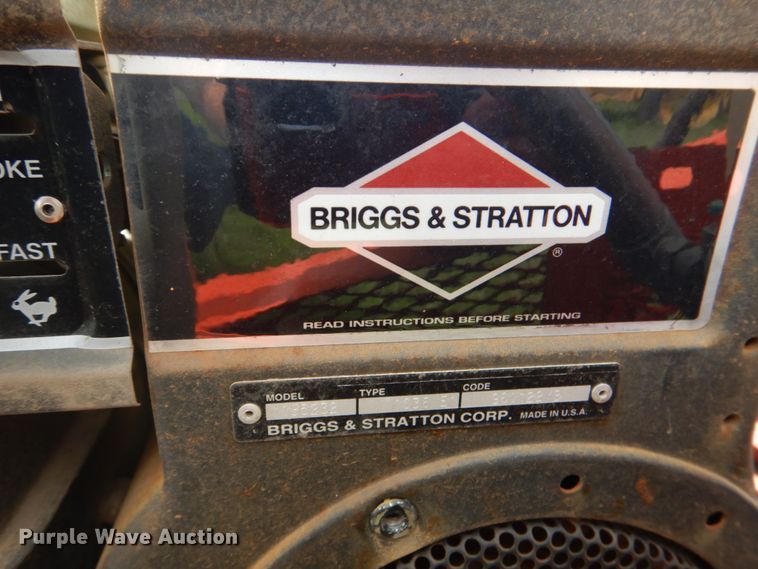 OKE
FAST
BRIGGS & STRATTON
®
READ INSTRUCTIONS BEFORE STARTING
MODEL TYPE CODE
BRIGGS & STRATTON CORP. MADE IN U.S.A.
Purple Wave Auction